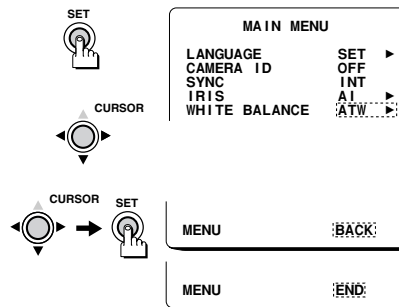 SET
MAIN MENU
LANGUAGE SET
CAMERA ID OFF
SYNC INT
IRIS AI
WHITE BALANCE ATW
CURSOR
CURSOR SET
MENU BACK
MENU END